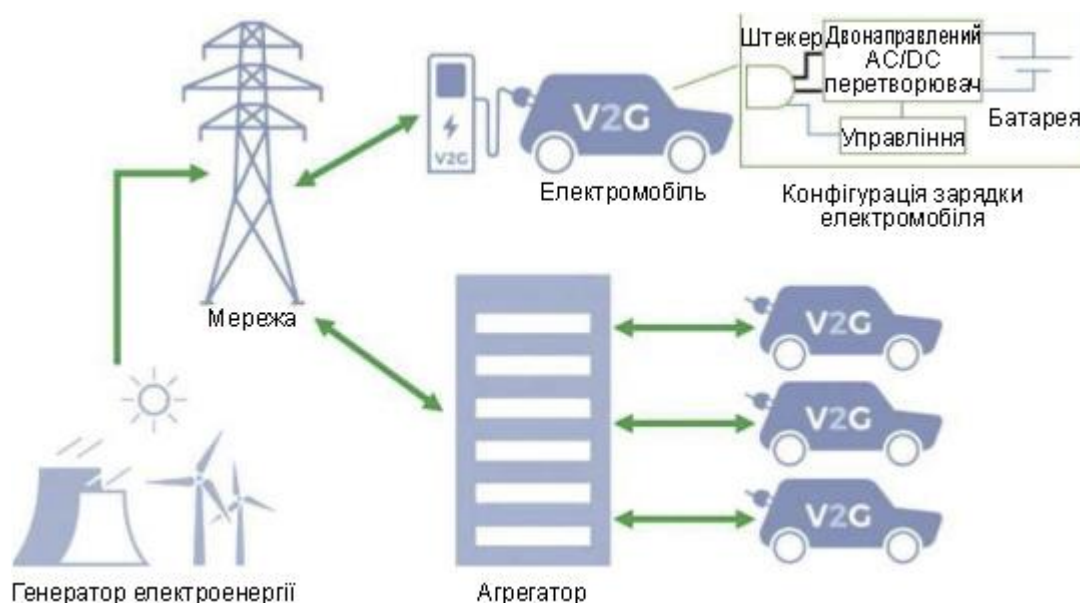 Штекер
Двонаправлений
AC/DC
перетворювач
Батарея
Управління
V2G
V2G
Електромобіль
Конфігурація зарядки
електромобіля
Мережа
V2G
V2G
V2G
Генератор електроенергії
Агрегатор